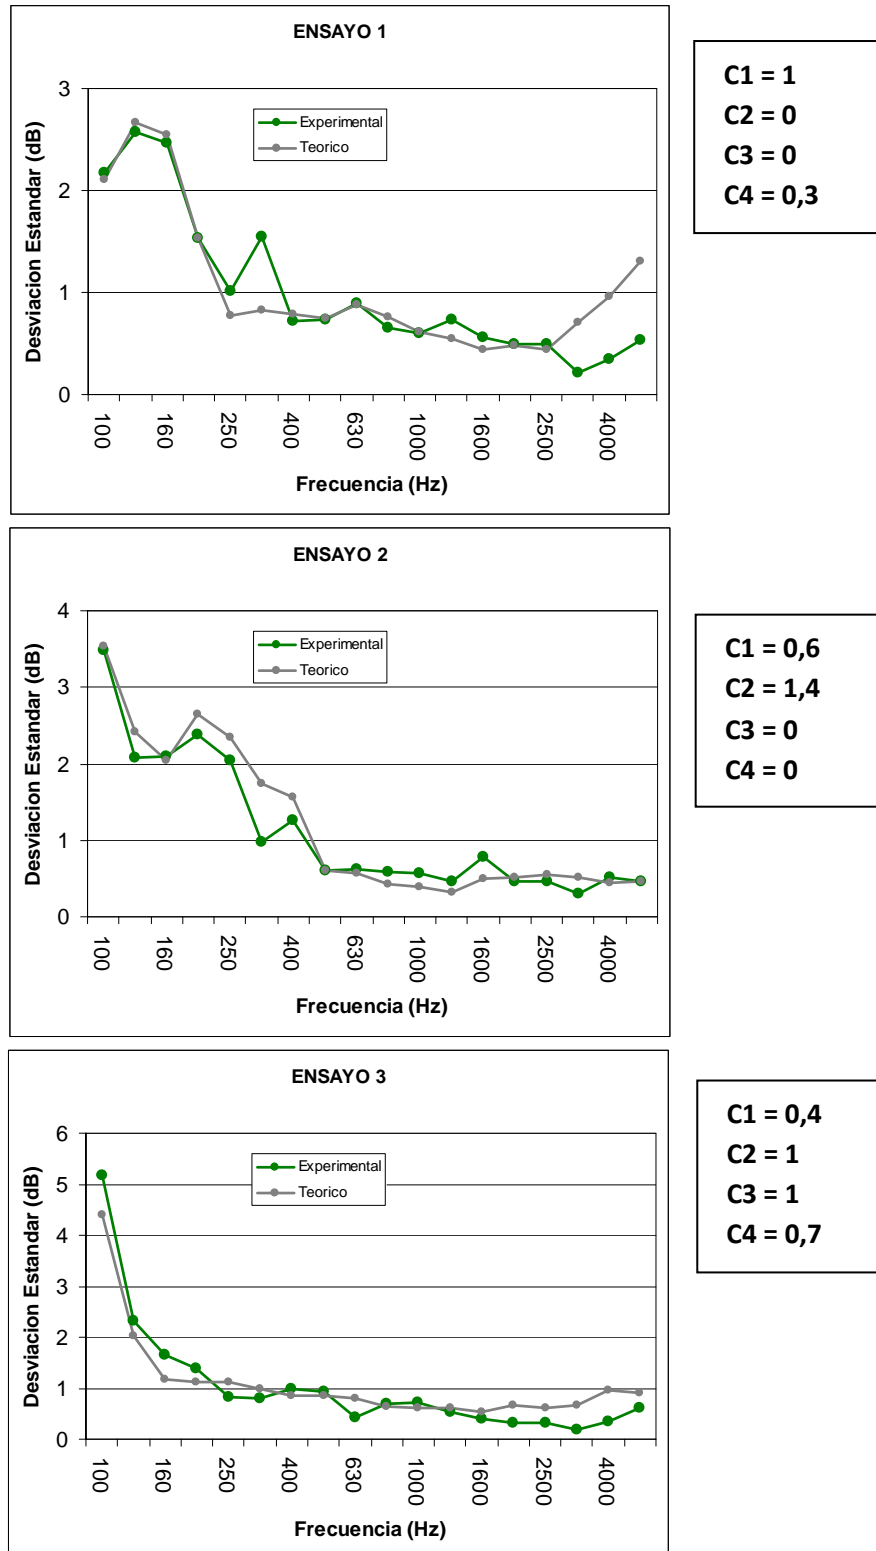 ENSAYO 1
3
2
1
0
Desviacion Estandar (dB)
Experimental
Teorico
100
160
250
400
630
1000
1600
2500
4000
Frecuencia (Hz)
C1 = 1
C2 = 0
C3 = 0
C4 = 0,3
ENSAYO 2
4
3
2
1
0
Desviacion Estandar (dB)
Experimental
Teorico
100
160
250
400
630
1000
1600
2500
4000
Frecuencia (Hz)
C1 = 0,6
C2 = 1,4
C3 = 0
C4 = 0
ENSAYO 3
6
5
4
3
2
1
0
Desviacion Estandar (dB)
Experimental
Teorico
100
160
250
400
630
1000
1600
2500
4000
Frecuencia (Hz)
C1 = 0,4
C2 = 1
C3 = 1
C4 = 0,7